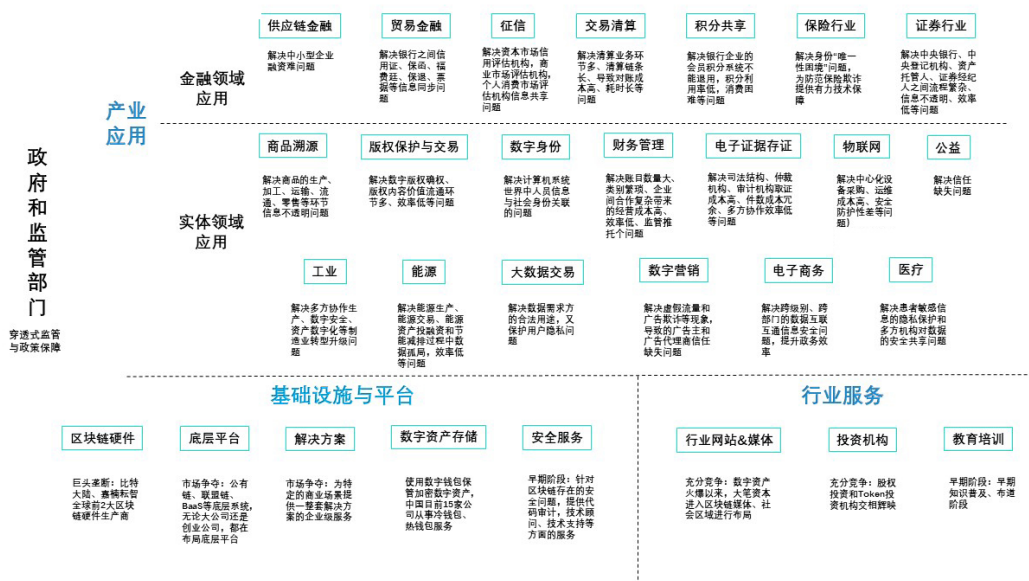 政
府
和
监
管
部
门
穿透式监管
与政策保障
产业
应用
金融领域
应用
供应链金融
解决中小型企业
融资难问题
贸易金融
解决银行之间信
用证、保函、福
费廷、保退、票
据等信息同步问
题
征信
解决资本市场信
用评估机构，商
业市场评估机构，
个人消费市场评
估机构信息共享
问题
交易清算
解决清算业务环
节多、清算链条
长、导致对账成
本高、耗时长等
问题
积分共享
解决银行企业的
会员积分系统不
能退用，积分利
用率低，消费困
难等问题
保险行业
解决身份“唯一
性困境”问题，
为防范保险欺诈
提供有力技术保
障
证券行业
解决中央银行、中
央登记机构、资产
托管人、证券经纪
人之间流程繁杂、
信息不透明、效率
低等问题
实体领域
应用
商品溯源
解决商品的生产、
加工、运输、流
通、零售等环节
信息不透明问题
版权保护与交易
解决数字版权确权、
版权内容价值流通环
节多、效率低等问题
数字身份
解决计算机系统
世界中人员信息
与社会身份关联
的问题
财务管理
解决账目数量大、
类别繁琐、企业
间合作复杂带来
的经营成本高、
效率低、监管推
托个问题
电子证据存证
解决司法结构、仲裁
机构、审计机构取证
成本高、件数成本冗
余、多方协作效率低
等问题
物联网
解决中心化设
备采购、运维
成本高、安全
防护性差等问
题）
公益
解决信任
缺失问题
工业
解决多方协作生
产、数字安全、
资产数字化等制
造业转型升级问
题
能源
解决能源生产、
能源交易、能源
资产投融资和节
能减排过程中数
据孤局，效率低
等问题
大数据交易
解决数据需求方
的合法用途，又
保护用户隐私问
题
数字营销
解决虚假流量和
广告欺诈等现象，
导致的广告主和
广告代理商信任
缺失问题
电子商务
解决跨级别、跨
部门的数据互联
互通信息安全问
题，提升政务效
率
医疗
解决患者敏感信
息的隐私保护和
多方机构对数据
的安全共享问题
基础设施与平台
区块链硬件
巨头垄断：比特
大陆、嘉楠耘智
全球前2大区块
链硬件生产商
底层平台
市场争夺：公有
链、联盟链、
BaaS等底层系统，
无论大公司还是
创业公司，都在
布局底层平台
解决方案
市场争夺：为特
定的商业场景提
供一整套解决方
案的企业级服务
数字资产存储
使用数字钱包保
管加密数字资产，
中国目前15家公
司从事冷钱包、
热钱包服务
安全服务
早期阶段：针对
区块链存在的安
全问题，提供代
码审计，技术顾
问、技术支持等
方面的服务
行业服务
行业网站&媒体
充分竞争：数字资产
火爆以来，大笔资本
进入区块链媒体、社
会区域进行布局
投资机构
充分竞争：股权
投资和Token投
资机构交相辉映
教育培训
早期阶段：早期
知识普及、布道
阶段